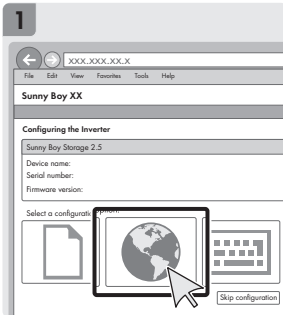 1
XXX.XXX.XX.X
File Edit View Favorites Tools Help
Sunny Boy XX
Configuring the Inverter
Sunny Boy Storage 2.5
Device name:
Serial number:
Firmware version:
Select a configuration option:
Skip configuration